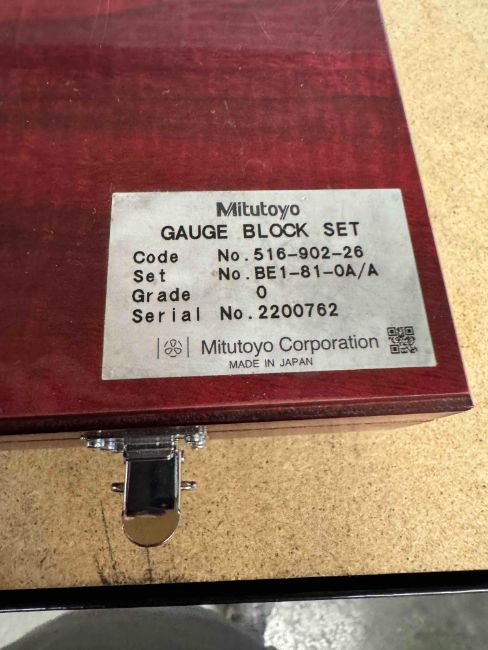 Mitutoyo
GAUGE BLOCK SET
Code No. 516-902-26
Set No. BE1-81-0A/A
Grade 0
Serial No. 2200762
Mitutoyo Corporation
MADE IN JAPAN